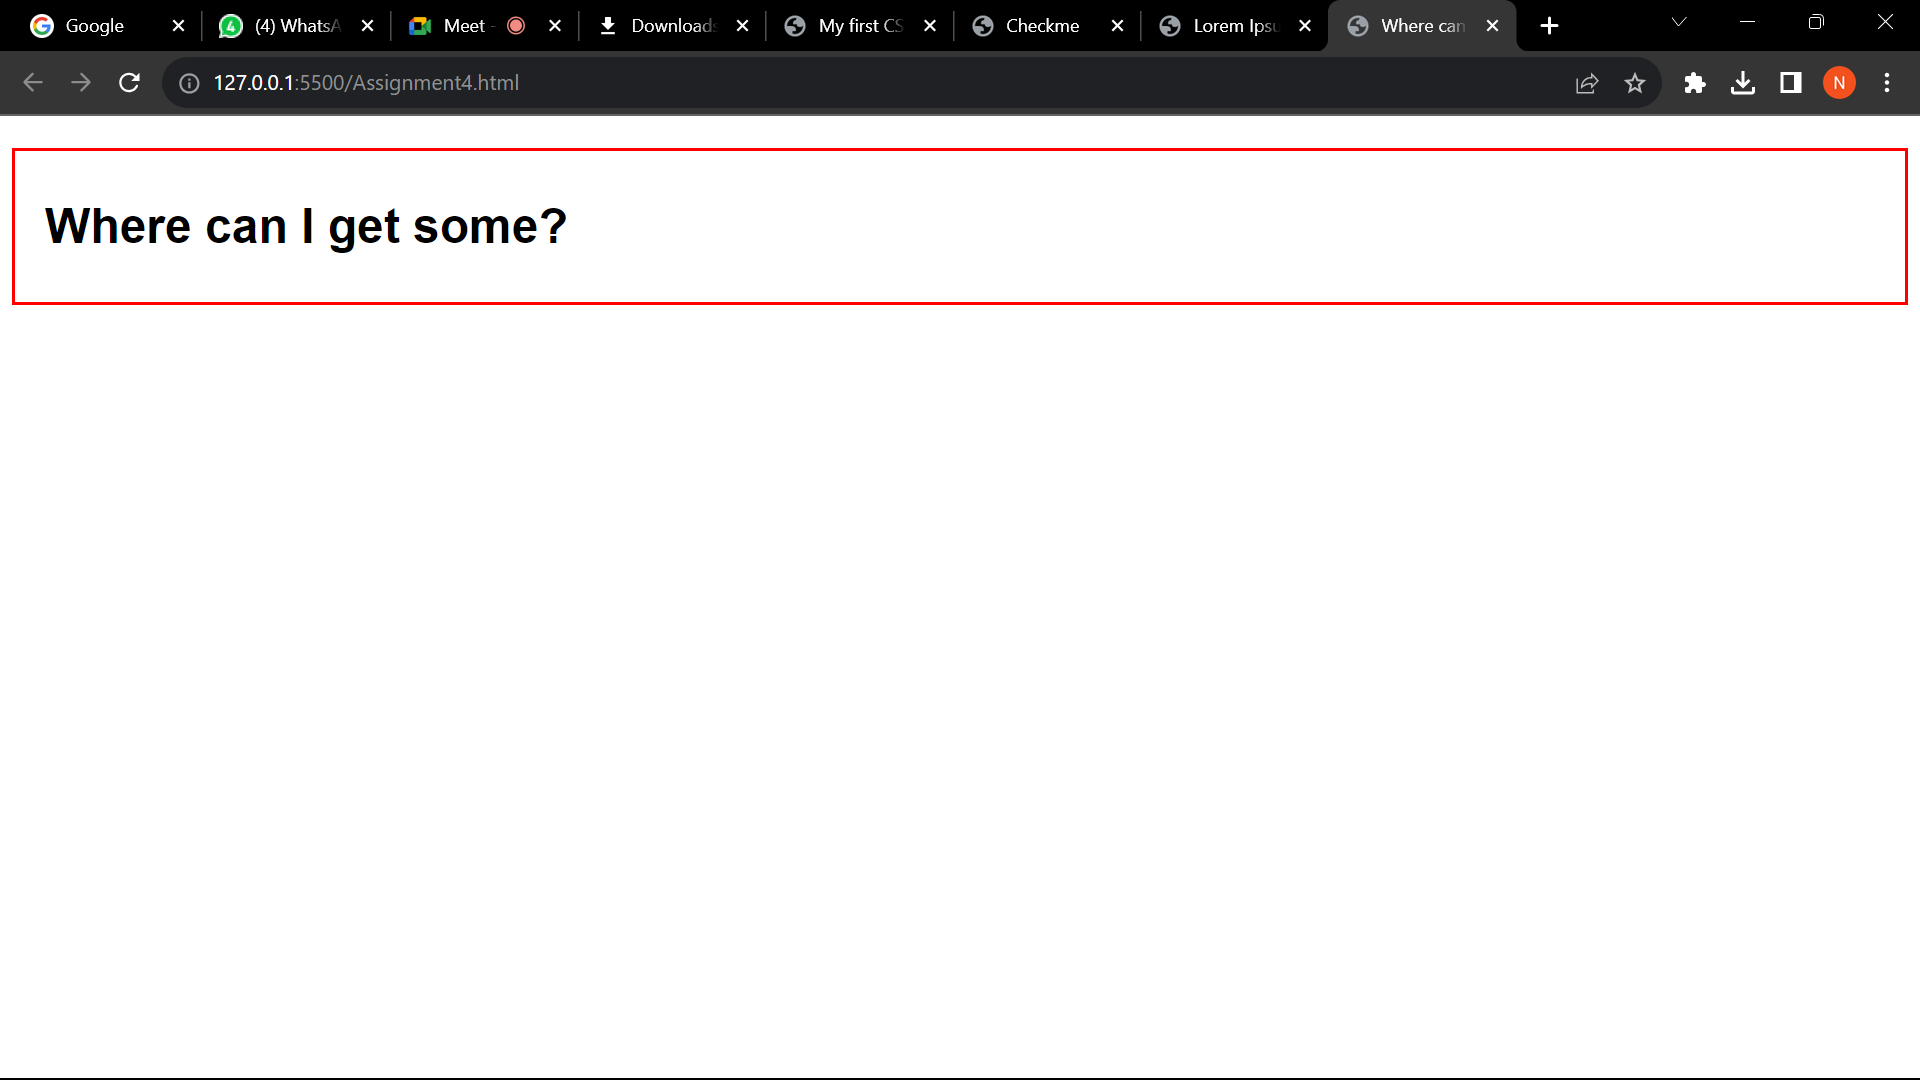 Google
(4) WhatsA
Meet -
Downloads
My first CS
Checkme
Lorem Ipsu
Where can
127.0.0.1:5500/Assignment4.html
N
Where can I get some?